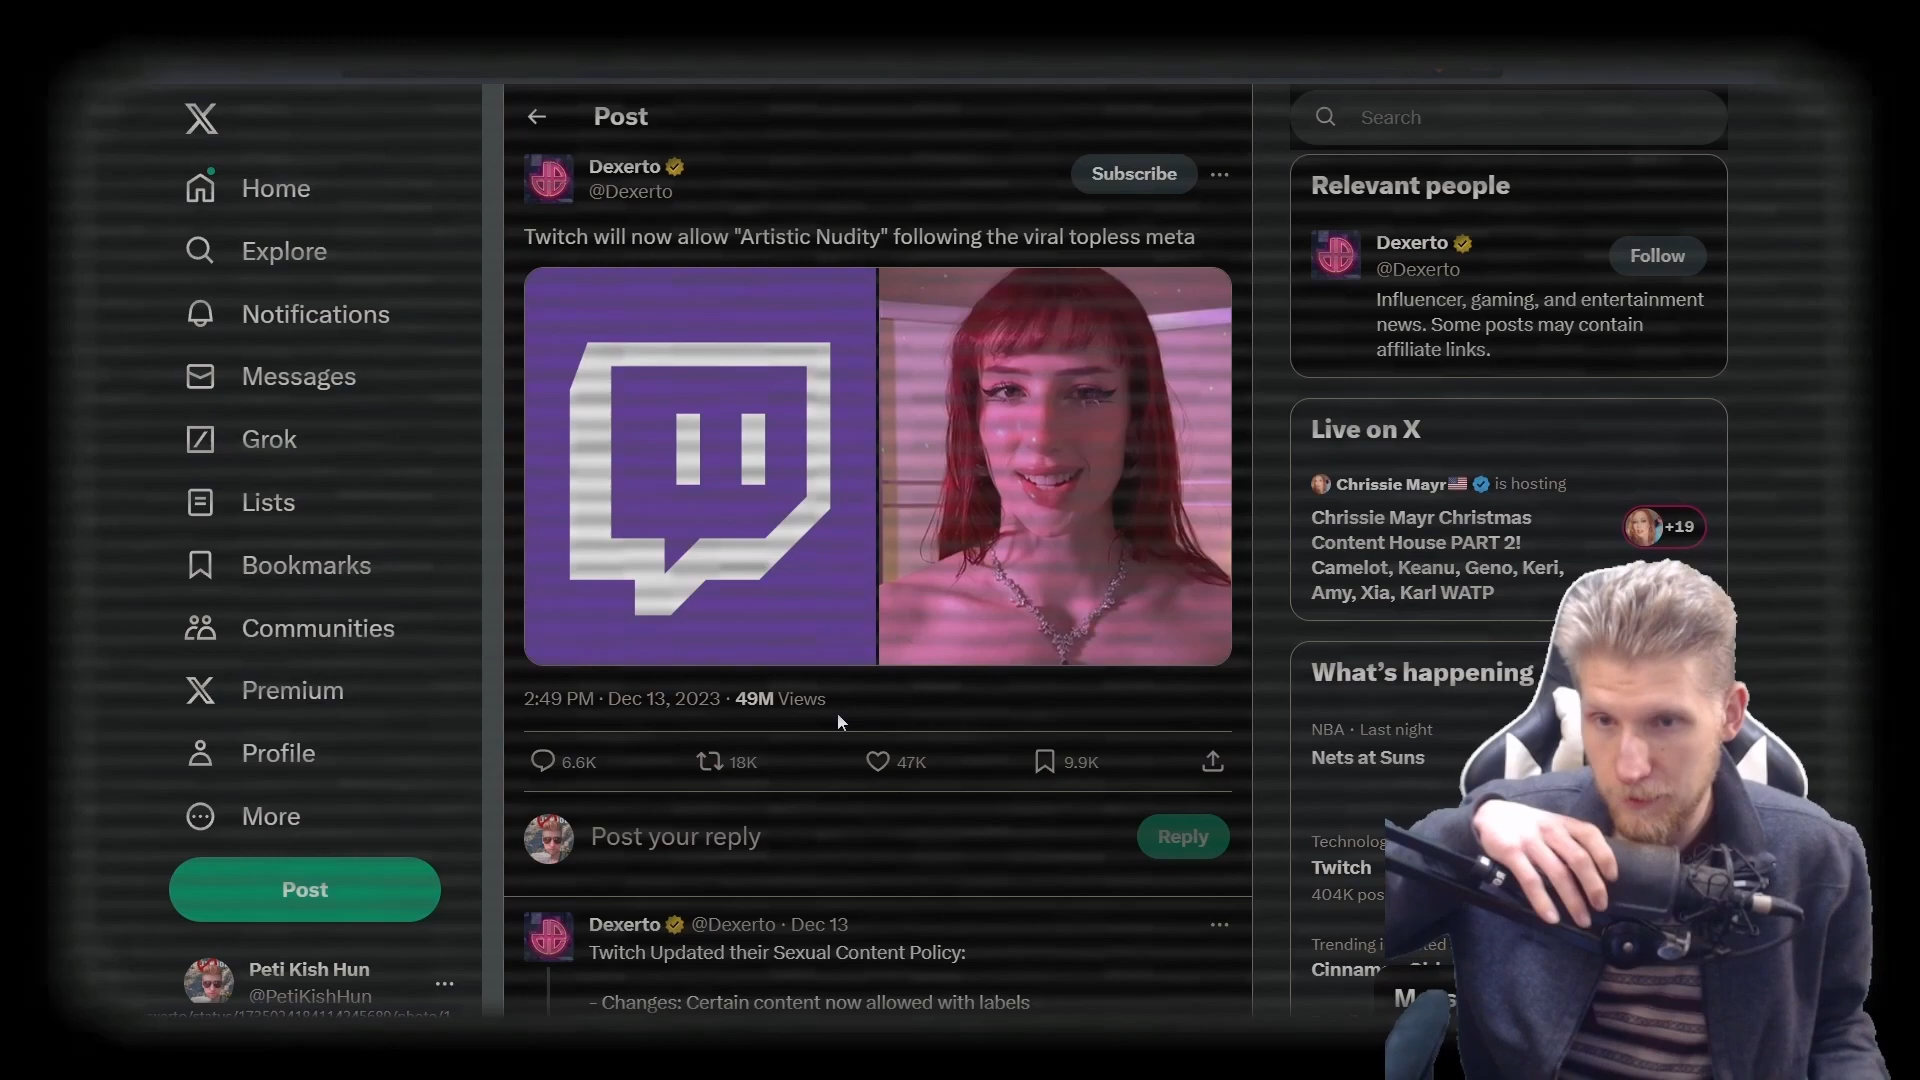 Home
Explore
Notifications
Messages
Grok
Lists
Bookmarks
Communities
Premium
Profile
More
Post
Peti Kish Hun
@PetiKishHun
Post
Dexerto
@Dexerto
Subscribe
Twitch will now allow "Artistic Nudity" following the viral topless meta
2:49 PM · Dec 13, 2023 · 49M Views
6.6K
18K
47K
9.9K
Post your reply
Reply
Dexerto @Dexerto · Dec 13
Twitch Updated their Sexual Content Policy:
- Changes: Certain content now allowed with labels
Search
Relevant people
Dexerto
@Dexerto
Follow
Influencer, gaming, and entertainment
news. Some posts may contain
affiliate links.
Live on X
Chrissie Mayr is hosting
Chrissie Mayr Christmas
Content House PART 2!
Camelot, Keanu, Geno, Keri,
Amy, Xia, Karl WATP
+19
What's happening
NBA · Last night
Nets at Suns
Twitch
404K
Trending